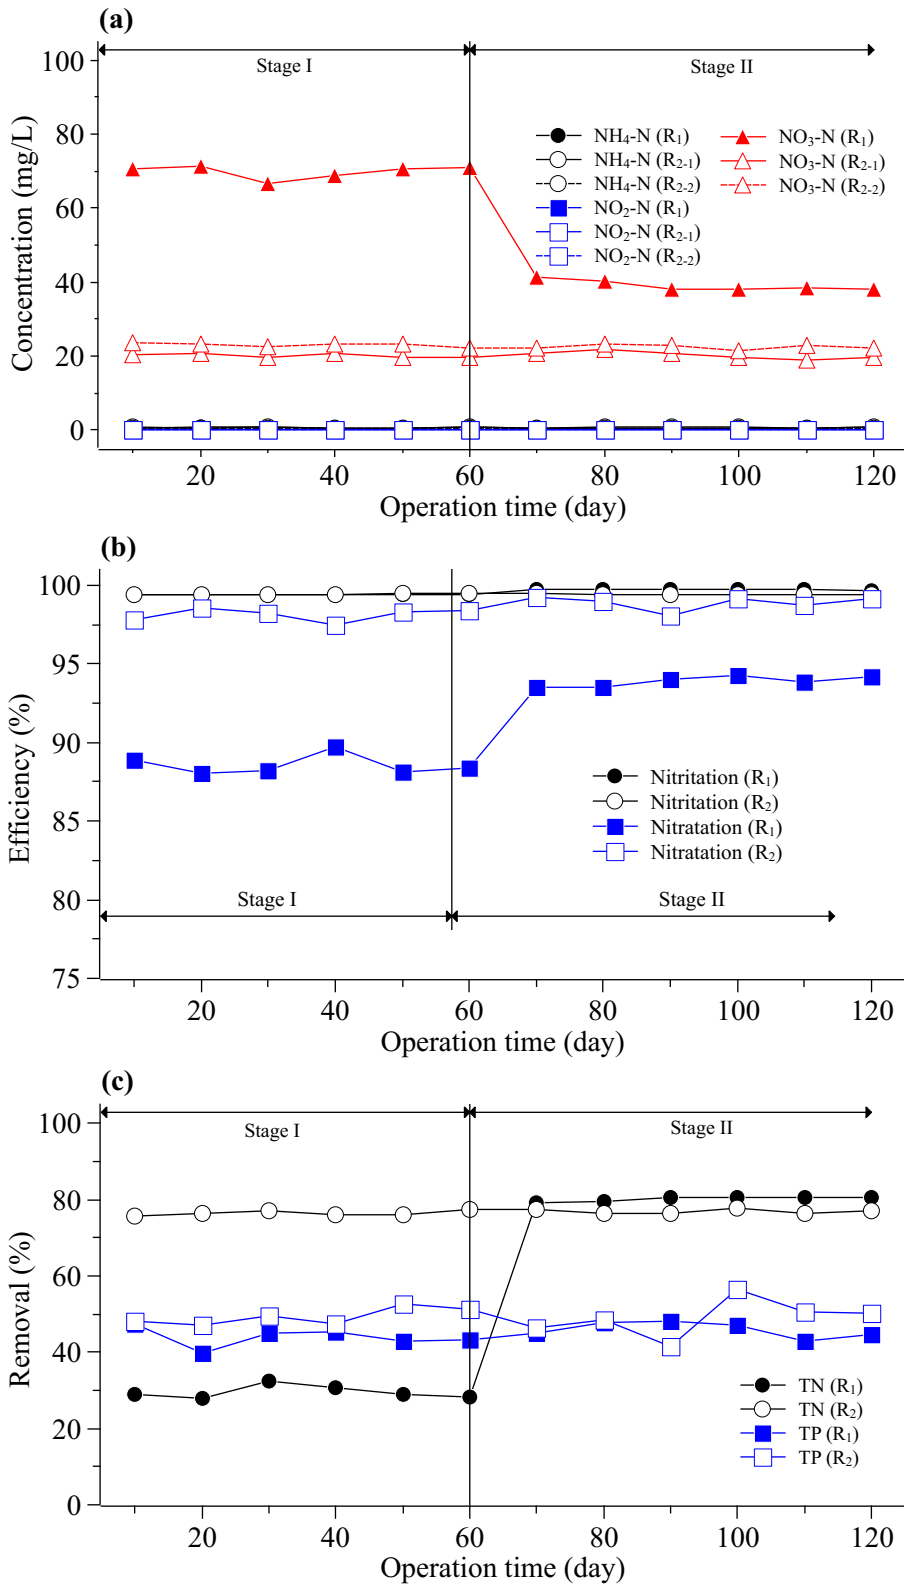 (a)
Stage I
Stage II
100
80
60
40
20
0
Concentration (mg/L)
NH₄-N (R₁)
NH₄-N (R₂₋₁)
NH₄-N (R₂₋₂)
NO₂-N (R₁)
NO₂-N (R₂₋₁)
NO₂-N (R₂₋₂)
NO₃-N (R₁)
NO₃-N (R₂₋₁)
NO₃-N (R₂₋₂)
20 40 60 80 100 120
Operation time (day)
(b)
100
95
90
85
80
75
Efficiency (%)
Nitritation (R₁)
Nitritation (R₂)
Nitratation (R₁)
Nitratation (R₂)
Stage I
Stage II
20 40 60 80 100 120
Operation time (day)
(c)
Stage I
Stage II
100
80
60
40
20
0
Removal (%)
TN (R₁)
TN (R₂)
TP (R₁)
TP (R₂)
20 40 60 80 100 120
Operation time (day)